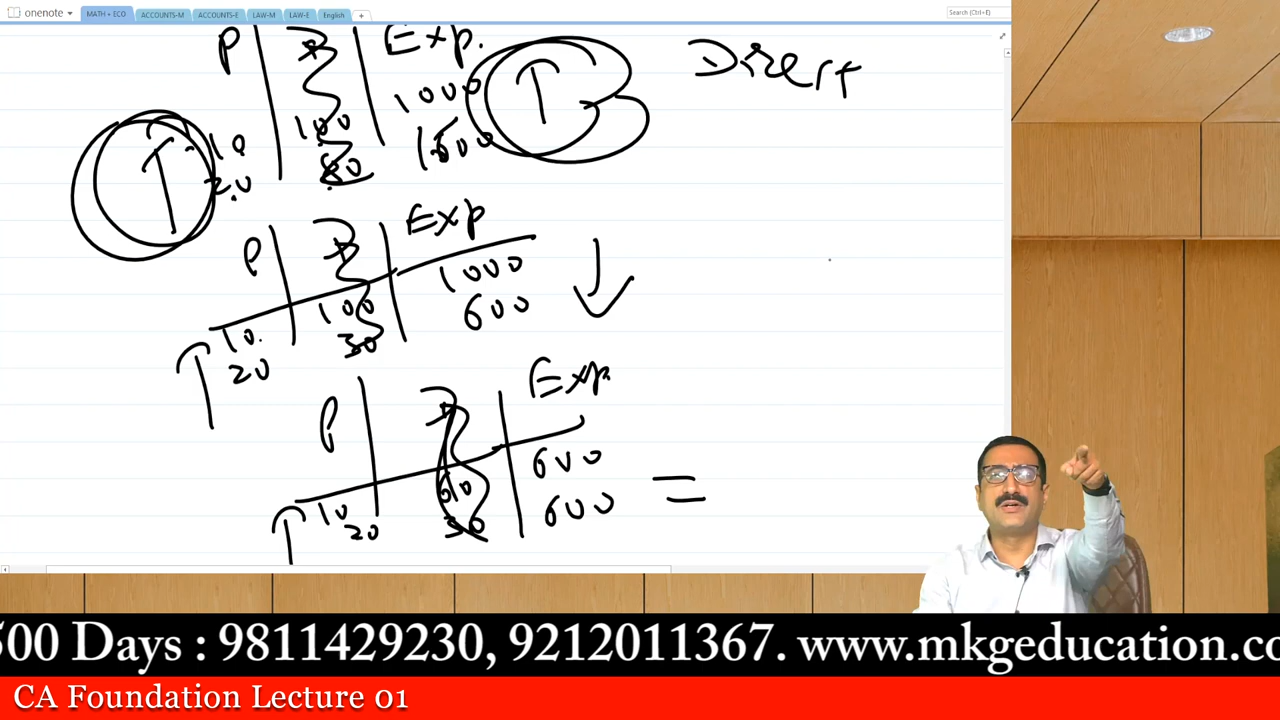 onenote
MATH + ECO ACCOUNTS-M ACCOUNTS-E LAW-M LAW-E English +
Search (Ctrl+E)
P D Exp. Direct
10 100 1000
20 80 1600
P D Exp
10 100 1000
20 30 600
P D Exp
10 60 600 =
20 30 600
500 Days : 9811429230, 9212011367. www.mkgeducation.co
CA Foundation Lecture 01